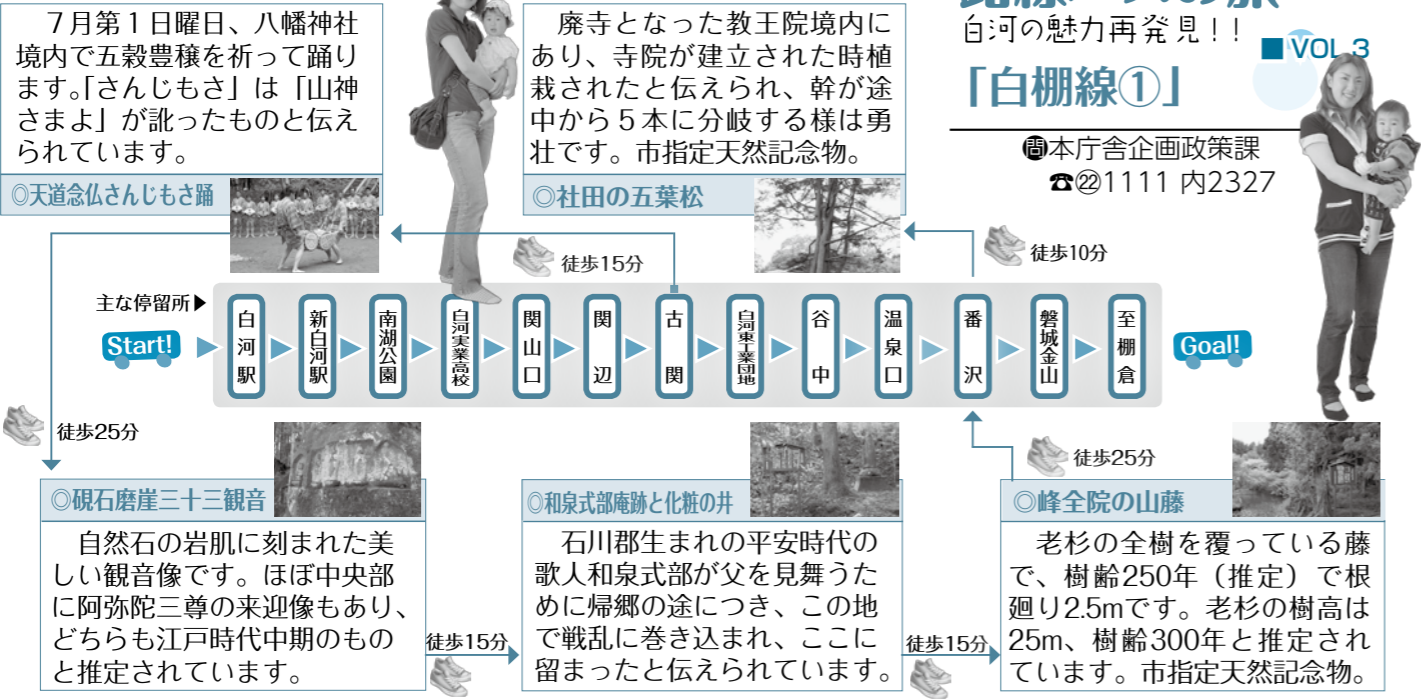 白河の魅力再発見！！
■VOL.3
「白棚線①」
問本庁舎企画政策課
☎㉒1111 内2327
７月第１日曜日、八幡神社
境内で五穀豊穣を祈って踊り
ます。「さんじもさ」は「山神
さまよ」が訛ったものと伝え
られています。
◎天道念仏さんじもさ踊
廃寺となった教王院境内に
あり、寺院が建立された時植
栽されたと伝えられ、幹が途
中から５本に分岐する様は勇
壮です。市指定天然記念物。
◎社田の五葉松
徒歩15分
徒歩10分
主な停留所▶
Start!
白河駅
新白河駅
南湖公園
白河実業高校
関山口
関辺
古関
白河東工業団地
谷中
温泉口
番沢
磐城金山
至棚倉
Goal!
徒歩25分
徒歩25分
◎硯石磨崖三十三観音
自然石の岩肌に刻まれた美
しい観音像です。ほぼ中央部
に阿弥陀三尊の来迎像もあり、
どちらも江戸時代中期のもの
と推定されています。
徒歩15分
◎和泉式部庵跡と化粧の井
石川郡生まれの平安時代の
歌人和泉式部が父を見舞うた
めに帰郷の途につき、この地
で戦乱に巻き込まれ、ここに
留まったと伝えられています。
徒歩15分
◎峰全院の山藤
老杉の全樹を覆っている藤
で、樹齢250年（推定）で根
廻り2.5mです。老杉の樹高は
25m、樹齢300年と推定され
ています。市指定天然記念物。